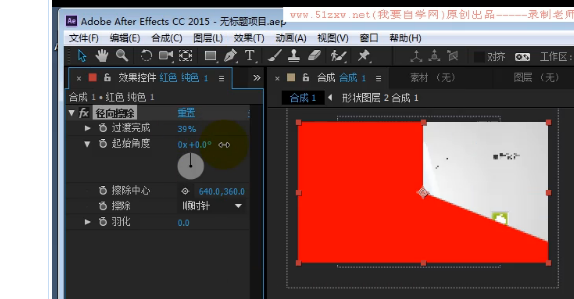 Adobe After Effects CC 2015 - 无标题项目.aep
www.51zxw.net(我要自学网)原创出品-----录制老师
文件(F) 编辑(E) 合成(C) 图层(L) 效果(T) 动画(A) 视图(V) 窗口 帮助(H)
对齐 工作区:
效果控件 红色 纯色 1
合成 合成 1 素材 (无) 图层 (无)
合成 1 • 红色 纯色 1
合成 1 形状图层 2 合成 1
fx 径向擦除 重置
过渡完成 39%
起始角度 0x+0.0°
擦除中心 640.0,360.0
擦除 顺时针
羽化 0.0